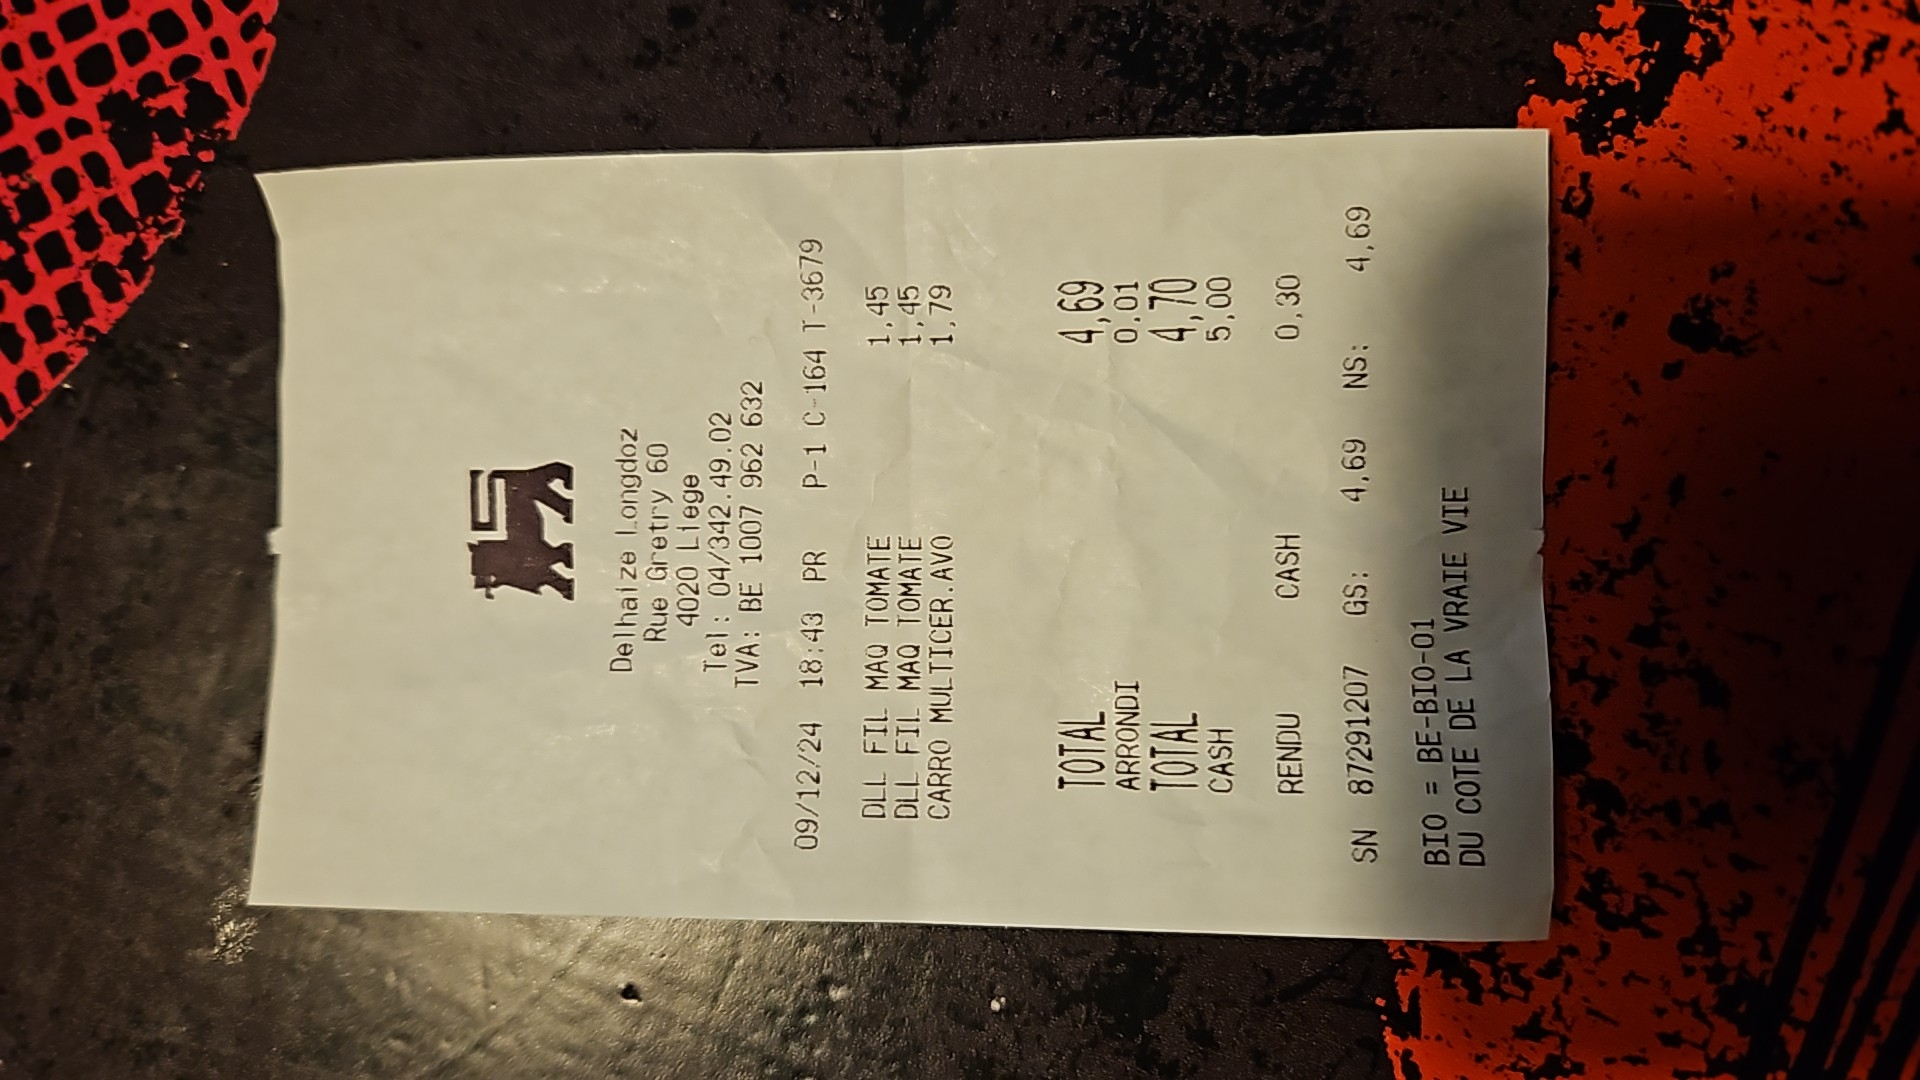 Delhaize Longdoz
Rue Gretry 60
4020 Liege
Tel: 04/342.49.02
TVA: BE 1007 962 632
09/12/24 18:43 PR P-1 C-164 T-3679
DLL FIL MAQ TOMATE 1,45
DLL FIL MAQ TOMATE 1,45
CARRO MULTICER.AVO 1,79
TOTAL 4,69
ARRONDI 0,01
TOTAL 4,70
CASH 5,00
RENDU CASH 0,30
SN 87291207 GS: 4,69 NS: 4,69
BIO = BE-BIO-01
DU COTE DE LA VRAIE VIE